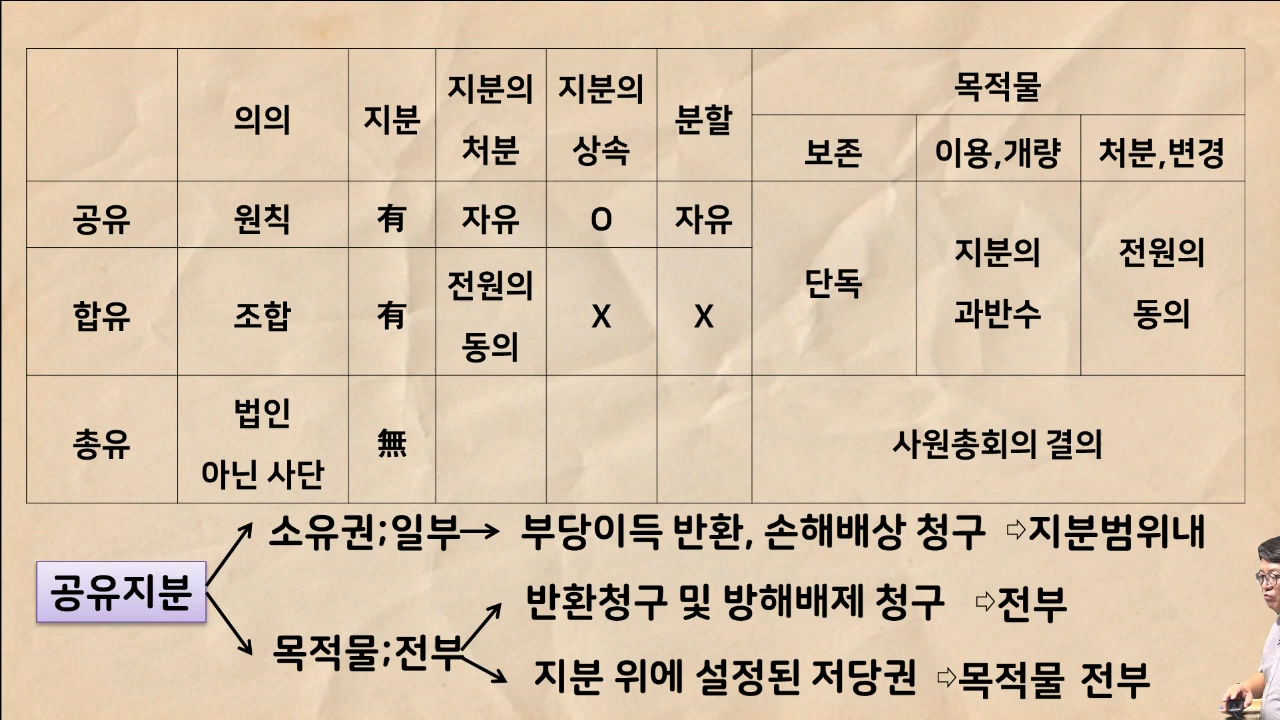 의의 지분 지분의 처분 지분의 상속 분할 목적물
보존 이용,개량 처분,변경
공유 원칙 有 자유 O 자유 단독 지분의 과반수 전원의 동의
합유 조합 有 전원의 동의 X X
총유 법인 아닌 사단 無 사원총회의 결의
소유권;일부→ 부당이득 반환, 손해배상 청구 ⇨지분범위내
공유지분
반환청구 및 방해배제 청구 ⇨전부
목적물;전부
지분 위에 설정된 저당권 ⇨목적물 전부